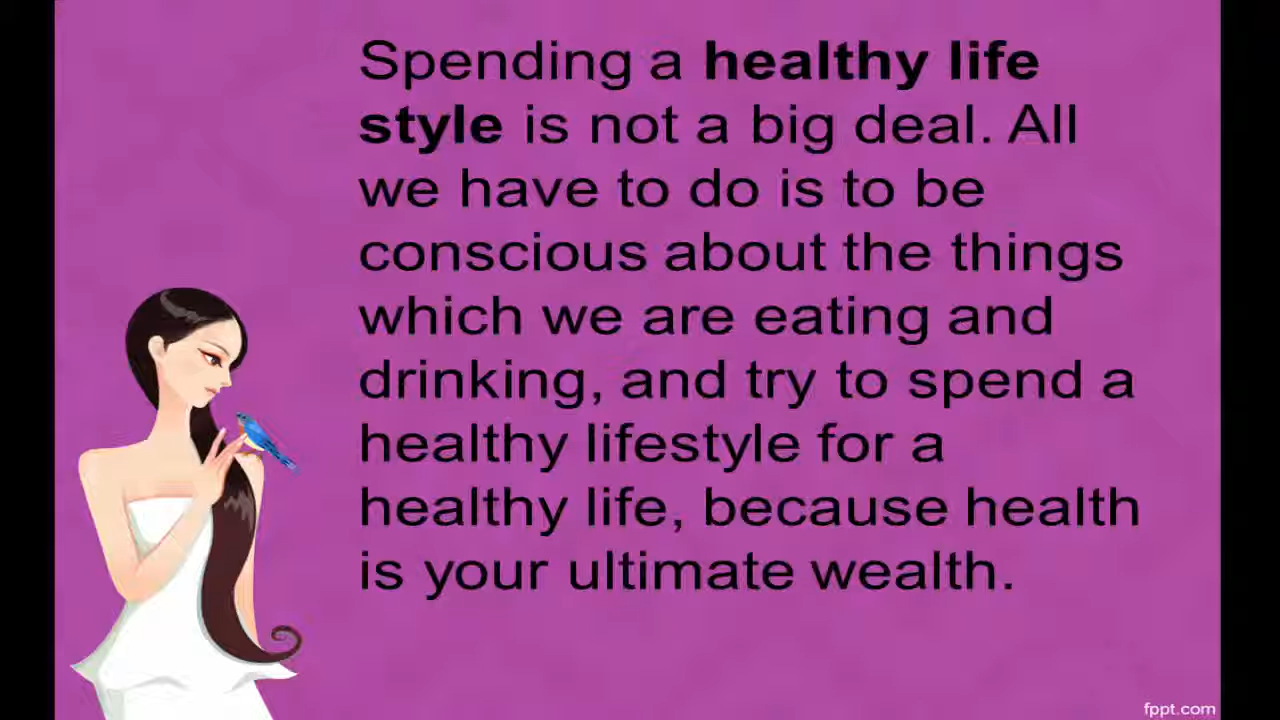 Spending a healthy life
style is not a big deal. All
we have to do is to be
conscious about the things
which we are eating and
drinking, and try to spend a
healthy lifestyle for a
healthy life, because health
is your ultimate wealth.
fppt.com